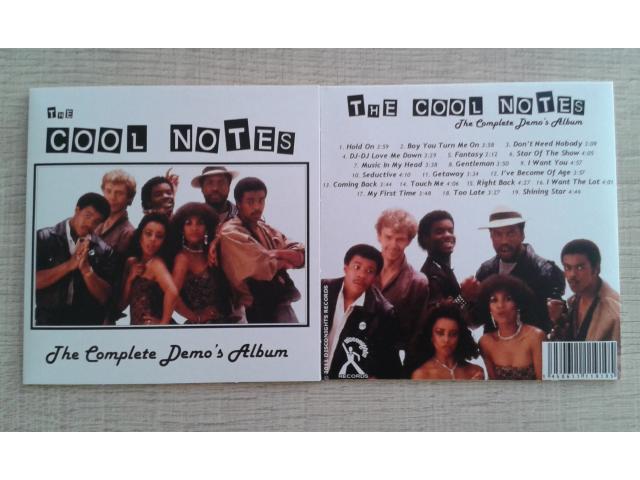 THE
COOL NOTES
The Complete Demo's Album
THE COOL NOTES
The Complete Demo's Album
1. Hold On 3:59 2. Boy You Turn Me On 3:58 3. Don't Need Nobody 3:09
4. DJ-DJ Love Me Down 3:29 5. Fantasy 3:12 6. Star Of The Show 4:05
7. Music In My Head 3:38 8. Gentleman 3:50 9. I Want You 4:57
10. Seductive 4:10 11. Getaway 3:34 12. I've Become Of Age 3:57
13. Coming Back 3:44 14. Touch Me 4:06 15. Right Back 4:27 16. I Want The Lot 4:01
17. My First Time 3:48 18. Too Late 3:27 19. Shining Star 4:46
DISCONIGHTS RECORDS
Disconights
RECORDS